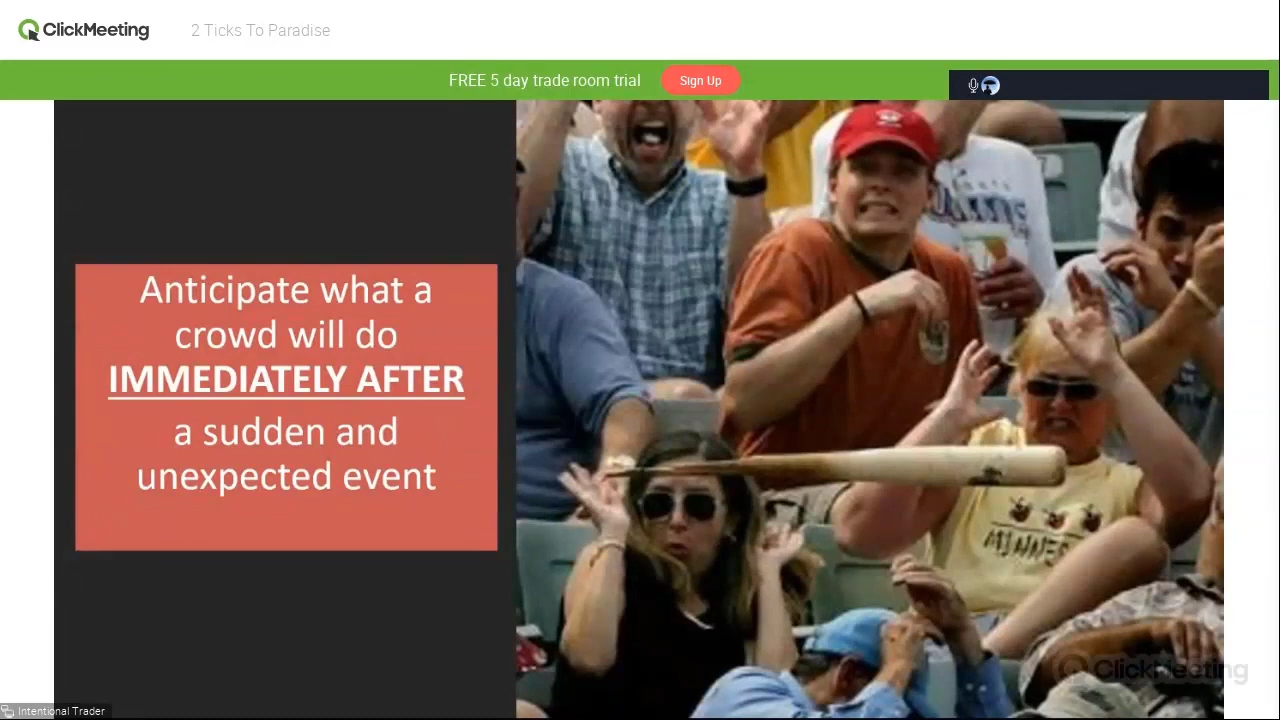 ClickMeeting
2 Ticks To Paradise
FREE 5 day trade room trial
Sign Up
Anticipate what a
crowd will do
IMMEDIATELY AFTER
a sudden and
unexpected event
ClickMeeting
Intentional Trader